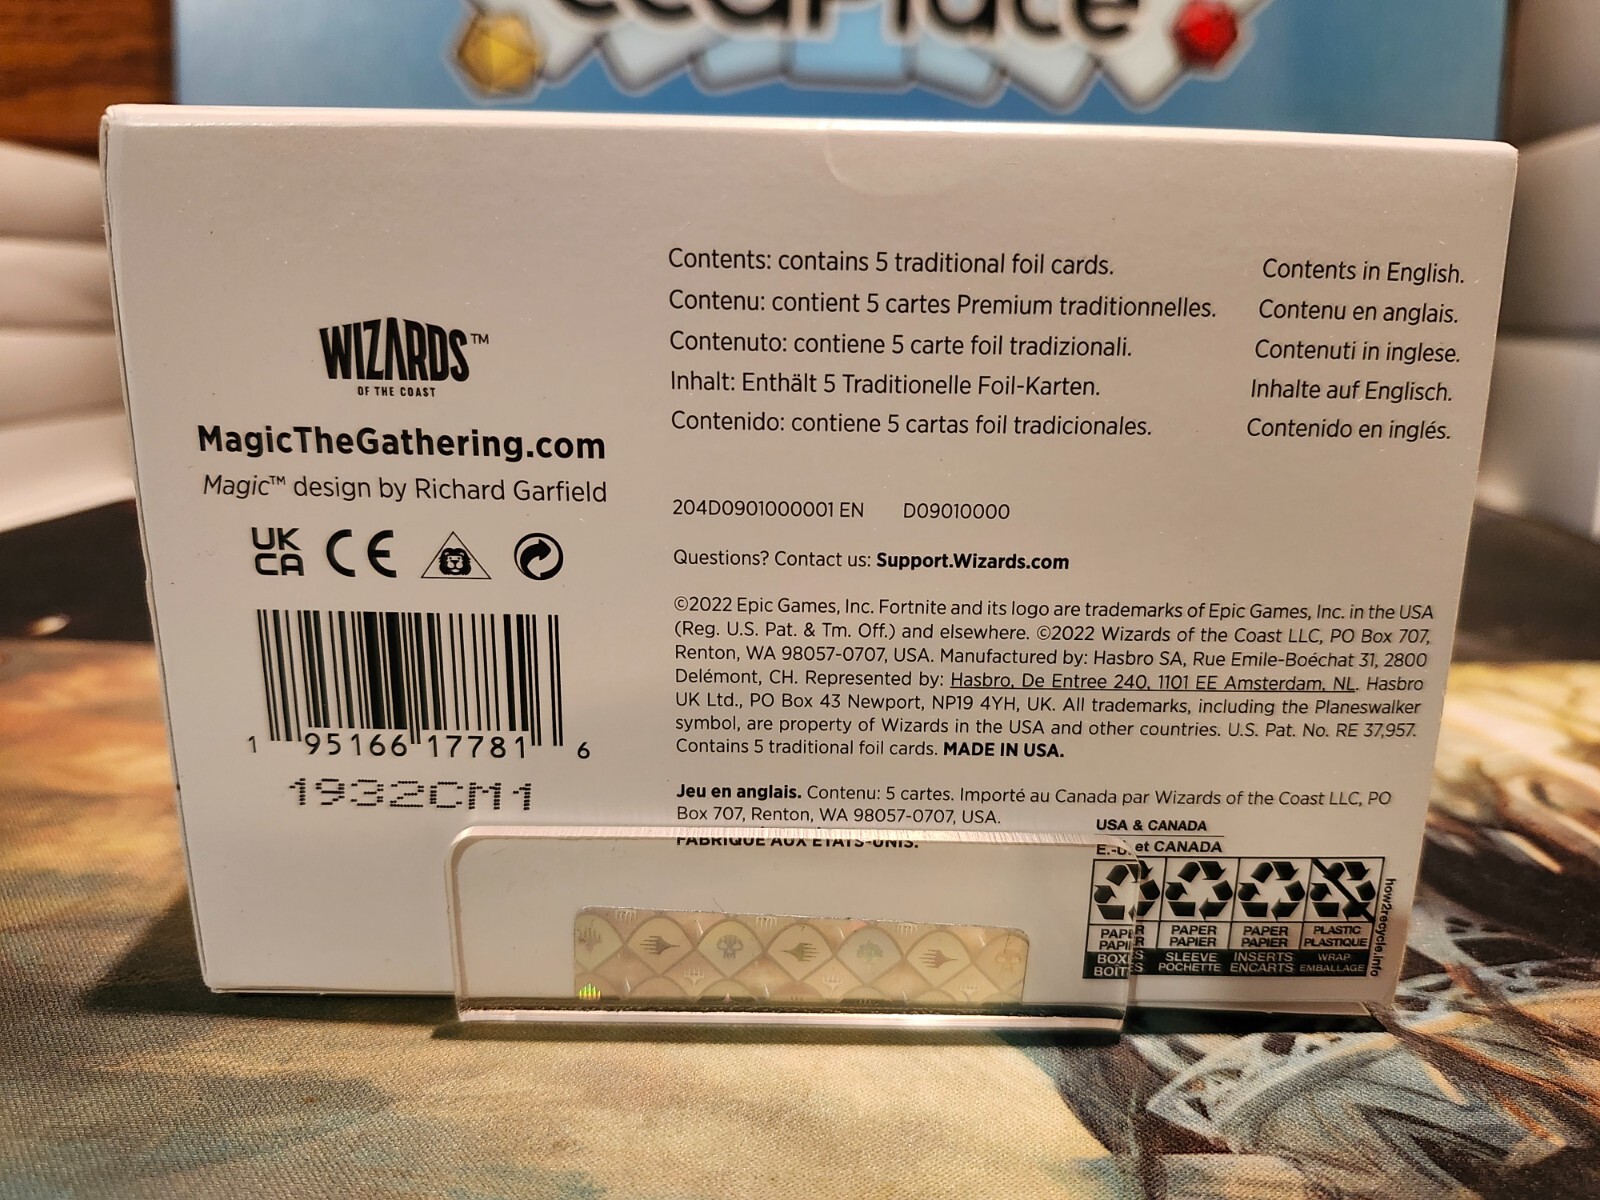 WIZARDS™
OF THE COAST
MagicTheGathering.com
Magic™ design by Richard Garfield
UK
CA CE
1 95166 17781 6
1932CM1
Contents: contains 5 traditional foil cards.
Contenu: contient 5 cartes Premium traditionnelles.
Contenuto: contiene 5 carte foil tradizionali.
Inhalt: Enthält 5 Traditionelle Foil-Karten.
Contenido: contiene 5 cartas foil tradicionales.
Contents in English.
Contenu en anglais.
Contenuti in inglese.
Inhalte auf Englisch.
Contenido en inglés.
204D0901000001 EN D09010000
Questions? Contact us: Support.Wizards.com
©2022 Epic Games, Inc. Fortnite and its logo are trademarks of Epic Games, Inc. in the USA
(Reg. U.S. Pat. & Tm. Off.) and elsewhere. ©2022 Wizards of the Coast LLC, PO Box 707,
Renton, WA 98057-0707, USA. Manufactured by: Hasbro SA, Rue Emile-Boéchat 31, 2800
Delémont, CH. Represented by: Hasbro, De Entree 240, 1101 EE Amsterdam, NL. Hasbro
UK Ltd., PO Box 43 Newport, NP19 4YH, UK. All trademarks, including the Planeswalker
symbol, are property of Wizards in the USA and other countries. U.S. Pat. No. RE 37,957.
Contains 5 traditional foil cards. MADE IN USA.
Jeu en anglais. Contenu: 5 cartes. Importé au Canada par Wizards of the Coast LLC, PO
Box 707, Renton, WA 98057-0707, USA.
FABRIQUÉ AUX ÉTATS-UNIS.
USA & CANADA
É.-U. et CANADA
PAPER PAPER PAPER PLASTIC
PAPIER PAPIER PAPIER PLASTIQUE
BOXES SLEEVE INSERTS WRAP
BOITES POCHETTE ENCARTS EMBALLAGE
how2recycle.info